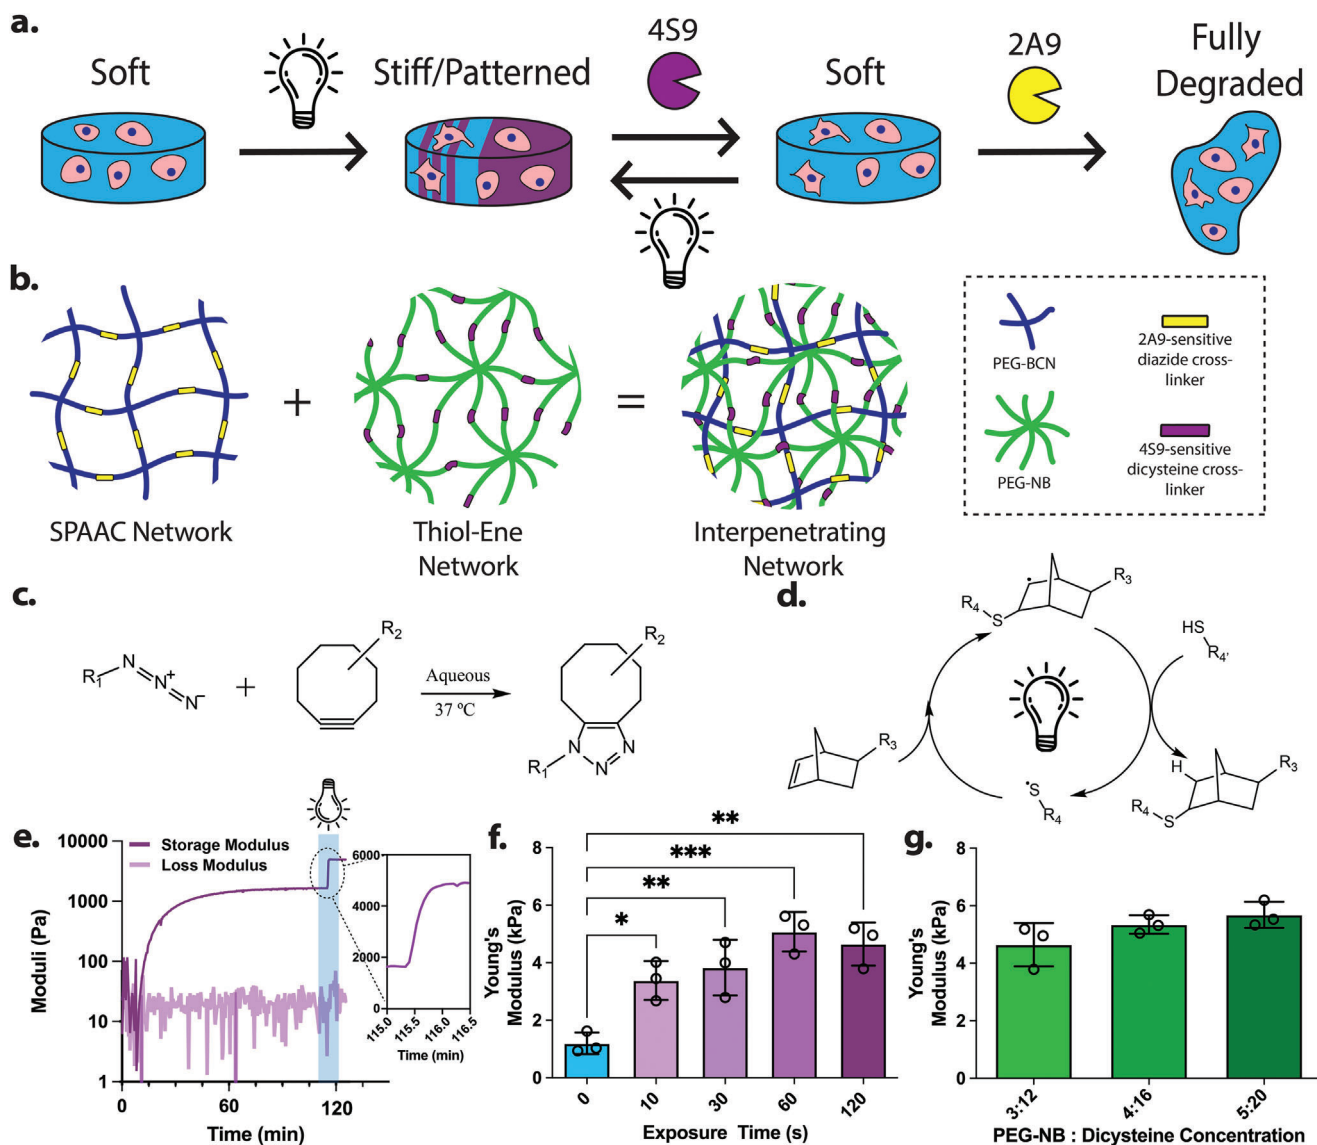 a.
Soft
Stiff/Patterned
4S9
Soft
2A9
Fully
Degraded
b.
SPAAC Network
+
Thiol-Ene
Network
=
Interpenetrating
Network
PEG-BCN
2A9-sensitive
diazide cross-
linker
PEG-NB
4S9-sensitive
dicysteine cross-
linker
c.
R1
N
N+
N−
+
R2
Aqueous
37 ºC
R2
R1
N
N
N
d.
R4
S
R3
HS
R4'
R3
·S
R4
H
R3
R4
S
e.
10000
1000
100
10
1
Moduli (Pa)
Storage Modulus
Loss Modulus
0
60
120
Time (min)
6000
4000
2000
0
115.0
115.5
116.0
116.5
Time (min)
f.
8
6
4
2
0
Young's
Modulus (kPa)
**
***
**
*
0
10
30
60
120
Exposure Time (s)
g.
8
6
4
2
0
Young's
Modulus (kPa)
3:12
4:16
5:20
PEG-NB : Dicysteine Concentration